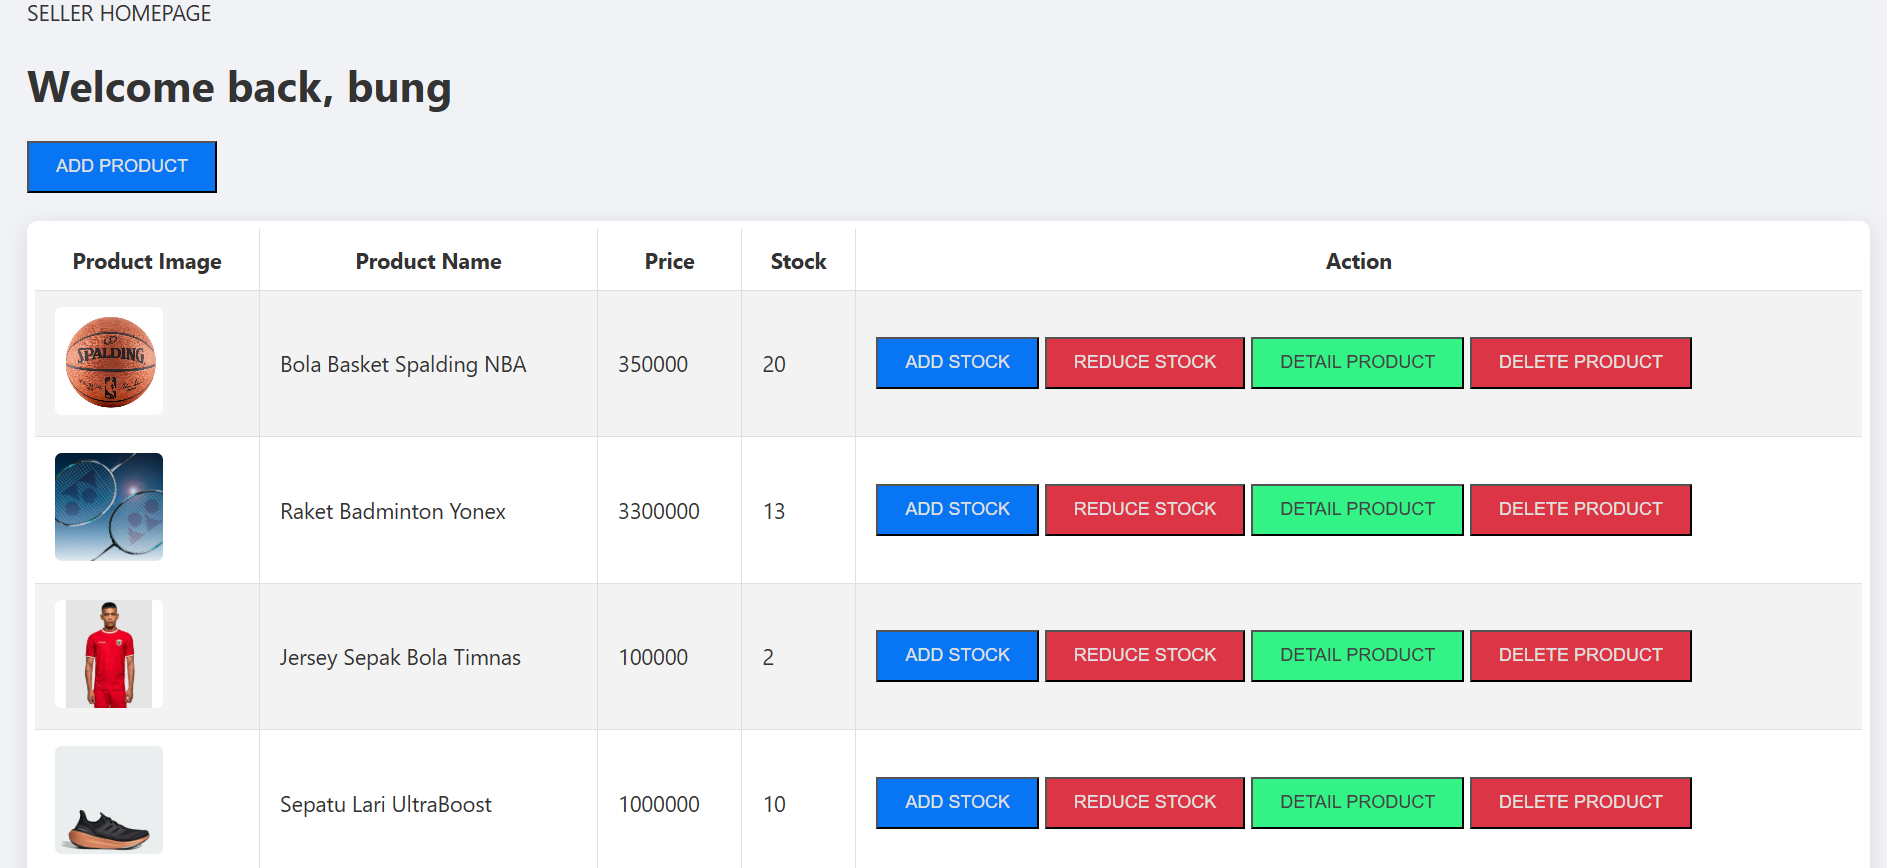 SELLER HOMEPAGE
Welcome back, bung
ADD PRODUCT
Product Image Product Name Price Stock Action
SPALDING
Bola Basket Spalding NBA 350000 20 ADD STOCK REDUCE STOCK DETAIL PRODUCT DELETE PRODUCT
Raket Badminton Yonex 3300000 13 ADD STOCK REDUCE STOCK DETAIL PRODUCT DELETE PRODUCT
Jersey Sepak Bola Timnas 100000 2 ADD STOCK REDUCE STOCK DETAIL PRODUCT DELETE PRODUCT
Sepatu Lari UltraBoost 1000000 10 ADD STOCK REDUCE STOCK DETAIL PRODUCT DELETE PRODUCT